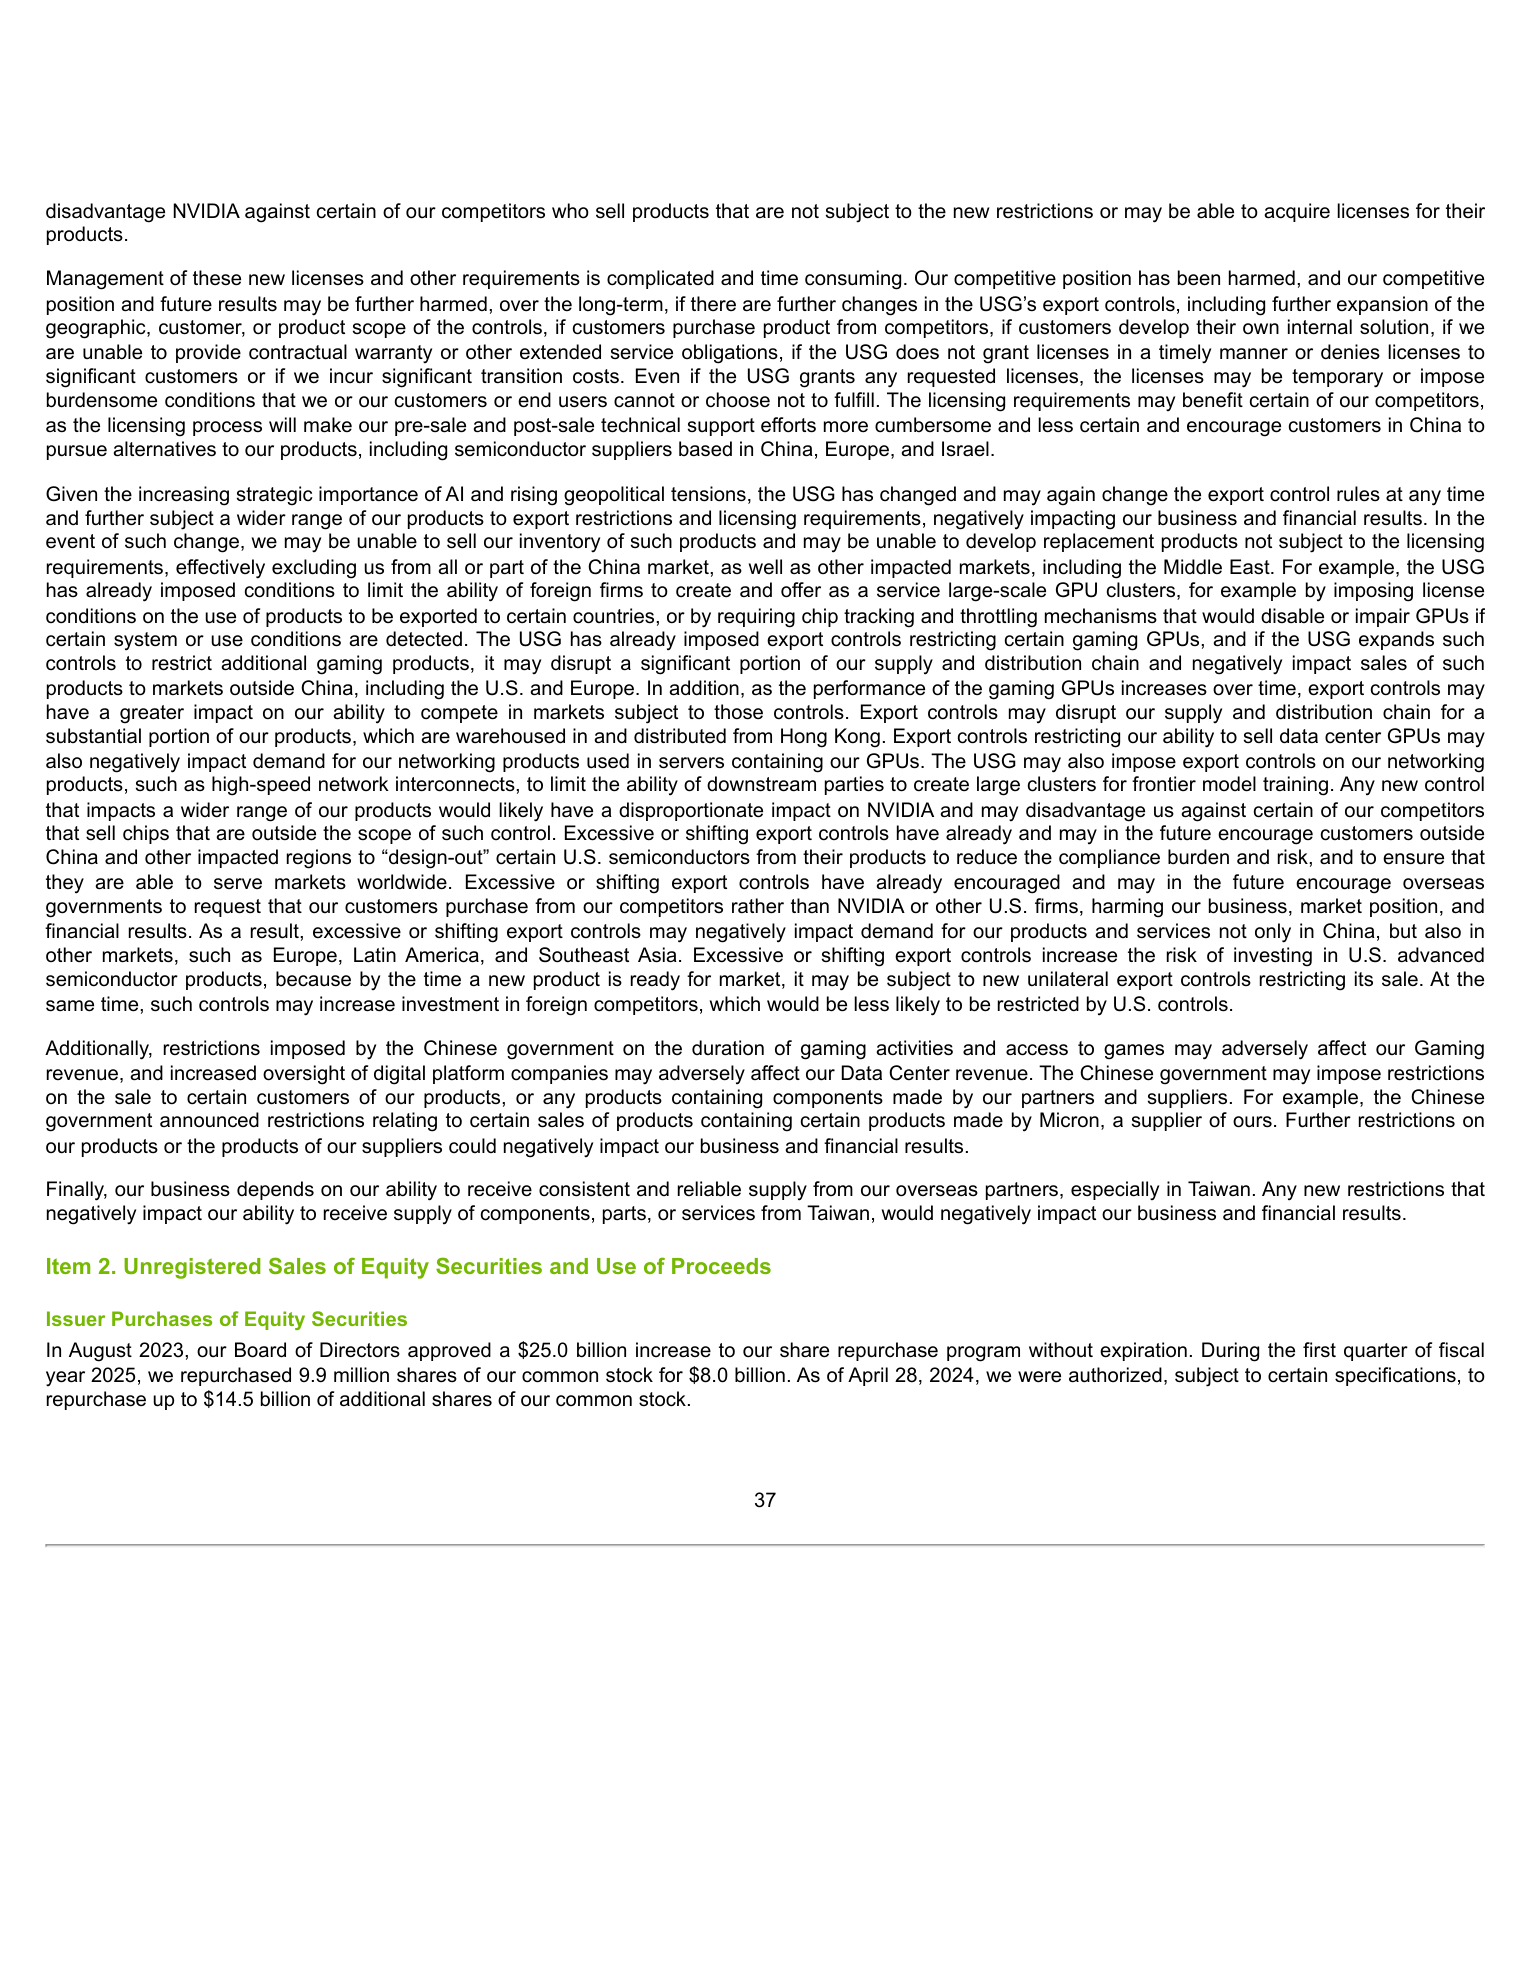 disadvantage NVIDIA against certain of our competitors who sell products that are not subject to the new restrictions or may be able to acquire licenses for their
products.
Management of these new licenses and other requirements is complicated and time consuming. Our competitive position has been harmed, and our competitive
position and future results may be further harmed, over the long-term, if there are further changes in the USG’s export controls, including further expansion of the
geographic, customer, or product scope of the controls, if customers purchase product from competitors, if customers develop their own internal solution, if we
are unable to provide contractual warranty or other extended service obligations, if the USG does not grant licenses in a timely manner or denies licenses to
significant customers or if we incur significant transition costs. Even if the USG grants any requested licenses, the licenses may be temporary or impose
burdensome conditions that we or our customers or end users cannot or choose not to fulfill. The licensing requirements may benefit certain of our competitors,
as the licensing process will make our pre-sale and post-sale technical support efforts more cumbersome and less certain and encourage customers in China to
pursue alternatives to our products, including semiconductor suppliers based in China, Europe, and Israel.
Given the increasing strategic importance of AI and rising geopolitical tensions, the USG has changed and may again change the export control rules at any time
and further subject a wider range of our products to export restrictions and licensing requirements, negatively impacting our business and financial results. In the
event of such change, we may be unable to sell our inventory of such products and may be unable to develop replacement products not subject to the licensing
requirements, effectively excluding us from all or part of the China market, as well as other impacted markets, including the Middle East. For example, the USG
has already imposed conditions to limit the ability of foreign firms to create and offer as a service large-scale GPU clusters, for example by imposing license
conditions on the use of products to be exported to certain countries, or by requiring chip tracking and throttling mechanisms that would disable or impair GPUs if
certain system or use conditions are detected. The USG has already imposed export controls restricting certain gaming GPUs, and if the USG expands such
controls to restrict additional gaming products, it may disrupt a significant portion of our supply and distribution chain and negatively impact sales of such
products to markets outside China, including the U.S. and Europe. In addition, as the performance of the gaming GPUs increases over time, export controls may
have a greater impact on our ability to compete in markets subject to those controls. Export controls may disrupt our supply and distribution chain for a
substantial portion of our products, which are warehoused in and distributed from Hong Kong. Export controls restricting our ability to sell data center GPUs may
also negatively impact demand for our networking products used in servers containing our GPUs. The USG may also impose export controls on our networking
products, such as high-speed network interconnects, to limit the ability of downstream parties to create large clusters for frontier model training. Any new control
that impacts a wider range of our products would likely have a disproportionate impact on NVIDIA and may disadvantage us against certain of our competitors
that sell chips that are outside the scope of such control. Excessive or shifting export controls have already and may in the future encourage customers outside
China and other impacted regions to “design-out” certain U.S. semiconductors from their products to reduce the compliance burden and risk, and to ensure that
they are able to serve markets worldwide. Excessive or shifting export controls have already encouraged and may in the future encourage overseas
governments to request that our customers purchase from our competitors rather than NVIDIA or other U.S. firms, harming our business, market position, and
financial results. As a result, excessive or shifting export controls may negatively impact demand for our products and services not only in China, but also in
other markets, such as Europe, Latin America, and Southeast Asia. Excessive or shifting export controls increase the risk of investing in U.S. advanced
semiconductor products, because by the time a new product is ready for market, it may be subject to new unilateral export controls restricting its sale. At the
same time, such controls may increase investment in foreign competitors, which would be less likely to be restricted by U.S. controls.
Additionally, restrictions imposed by the Chinese government on the duration of gaming activities and access to games may adversely affect our Gaming
revenue, and increased oversight of digital platform companies may adversely affect our Data Center revenue. The Chinese government may impose restrictions
on the sale to certain customers of our products, or any products containing components made by our partners and suppliers. For example, the Chinese
government announced restrictions relating to certain sales of products containing certain products made by Micron, a supplier of ours. Further restrictions on
our products or the products of our suppliers could negatively impact our business and financial results.
Finally, our business depends on our ability to receive consistent and reliable supply from our overseas partners, especially in Taiwan. Any new restrictions that
negatively impact our ability to receive supply of components, parts, or services from Taiwan, would negatively impact our business and financial results.
Item 2. Unregistered Sales of Equity Securities and Use of Proceeds
Issuer Purchases of Equity Securities
In August 2023, our Board of Directors approved a $25.0 billion increase to our share repurchase program without expiration. During the first quarter of fiscal
year 2025, we repurchased 9.9 million shares of our common stock for $8.0 billion. As of April 28, 2024, we were authorized, subject to certain specifications, to
repurchase up to $14.5 billion of additional shares of our common stock.
37